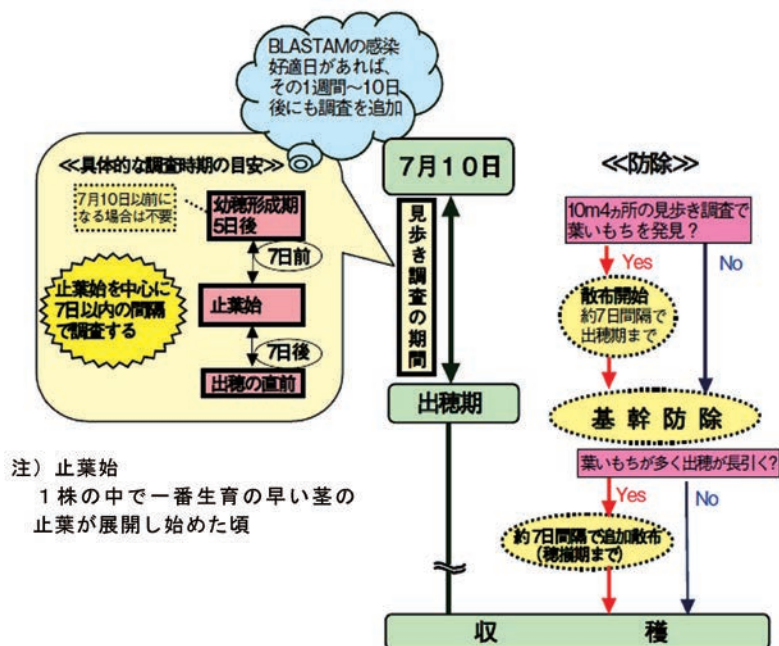 BLASTAMの感染
好適日があれば、
その1週間～10日
後にも調査を追加
≪具体的な調査時期の目安≫
7月10日以前に
なる場合は不要
幼穂形成期
5日後
7日前
止葉始を中心に
7日以内の間隔
で調査する
止葉始
7日後
出穂の直前
7月10日
見歩き調査の期間
出穂期
≪防除≫
10m4ヵ所の見歩き調査で
葉いもちを発見？
Yes
No
散布開始
約7日間隔で
出穂期まで
基幹防除
葉いもちが多く出穂が長引く？
Yes
No
約7日間隔で追加散布
（穂揃期まで）
収穫
注）止葉始
１株の中で一番生育の早い茎の
止葉が展開し始めた頃